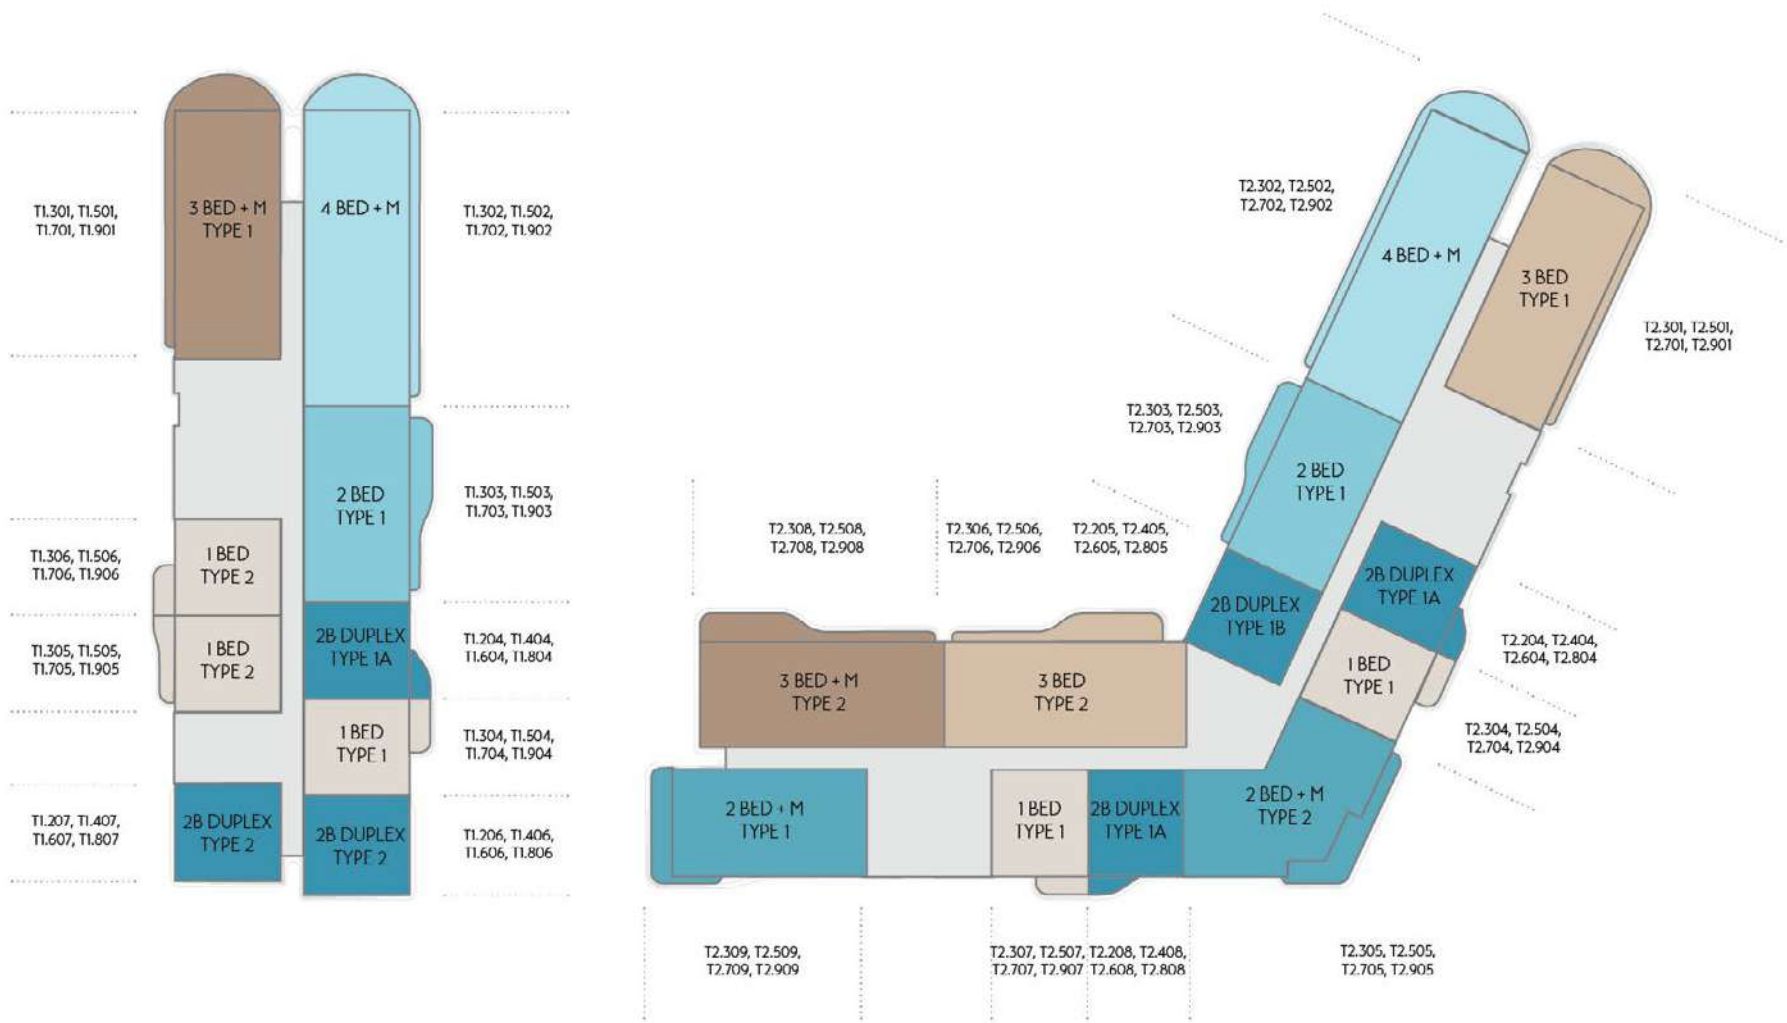 T1.301, T1.501,
T1.701, T1.901
3 BED + M
TYPE 1
4 BED + M
T1.302, T1.502,
T1.702, T1.902
2 BED
TYPE 1
T1.303, T1.503,
T1.703, T1.903
T1.306, T1.506,
T1.706, T1.906
1 BED
TYPE 2
T1.305, T1.505,
T1.705, T1.905
1 BED
TYPE 2
2B DUPLEX
TYPE 1A
T1.204, T1.404,
T1.604, T1.804
1 BED
TYPE 1
T1.304, T1.504,
T1.704, T1.904
T1.207, T1.407,
T1.607, T1.807
2B DUPLEX
TYPE 2
2B DUPLEX
TYPE 2
T1.206, T1.406,
T1.606, T1.806
T2.302, T2.502,
T2.702, T2.902
4 BED + M
3 BED
TYPE 1
T2.301, T2.501,
T2.701, T2.901
T2.303, T2.503,
T2.703, T2.903
2 BED
TYPE 1
T2.308, T2.508,
T2.708, T2.908
T2.306, T2.506,
T2.706, T2.906
T2.205, T2.405,
T2.605, T2.805
2B DUPLEX
TYPE 1B
2B DUPLEX
TYPE 1A
T2.204, T2.404,
T2.604, T2.804
3 BED + M
TYPE 2
3 BED
TYPE 2
1 BED
TYPE 1
T2.304, T2.504,
T2.704, T2.904
2 BED + M
TYPE 1
1 BED
TYPE 1
2B DUPLEX
TYPE 1A
2 BED + M
TYPE 2
T2.309, T2.509,
T2.709, T2.909
T2.307, T2.507,
T2.707, T2.907
T2.208, T2.408,
T2.608, T2.808
T2.305, T2.505,
T2.705, T2.905